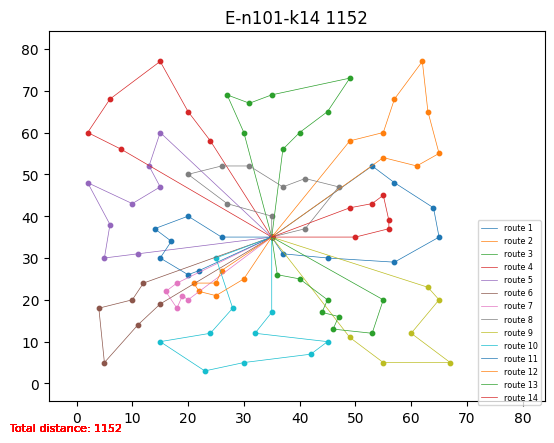 E-n101-k14 1152
80
70
60
50
40
30
20
10
0
0 10 20 30 40 50 60 70 80
route 1
route 2
route 3
route 4
route 5
route 6
route 7
route 8
route 9
route 10
route 11
route 12
route 13
route 14
Total distance: 1152